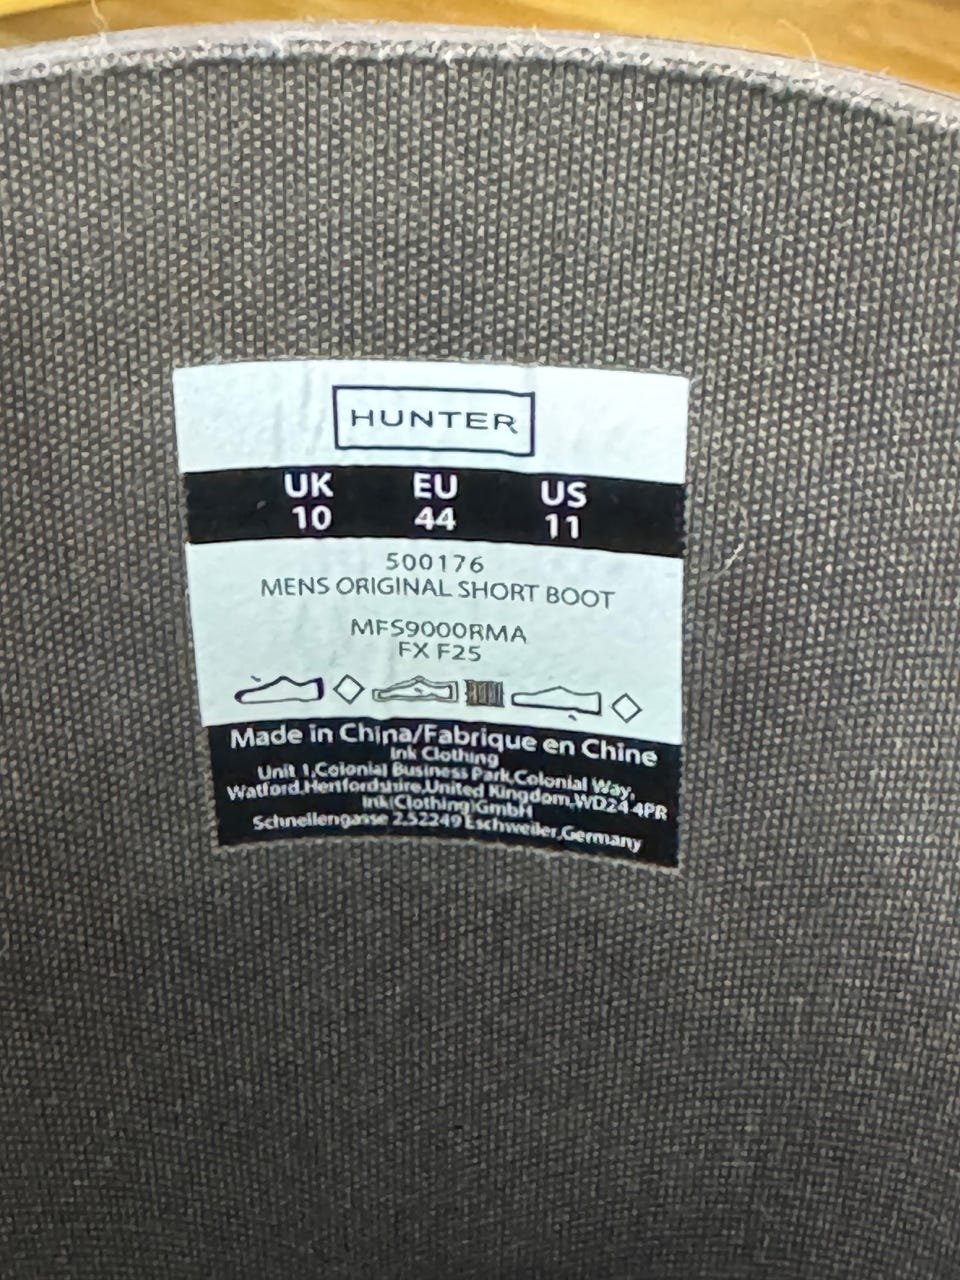 HUNTER
UK EU US
10 44 11
500176
MENS ORIGINAL SHORT BOOT
MFS9000RMA
FX F25
Made in China/Fabrique en Chine
Ink Clothing
Unit 1,Colonial Business Park,Colonial Way,
Watford,Hertfordshire,United Kingdom,WD24 4PR
Ink(Clothing)GmbH
Schnellengasse 2,52249 Eschweiler,Germany